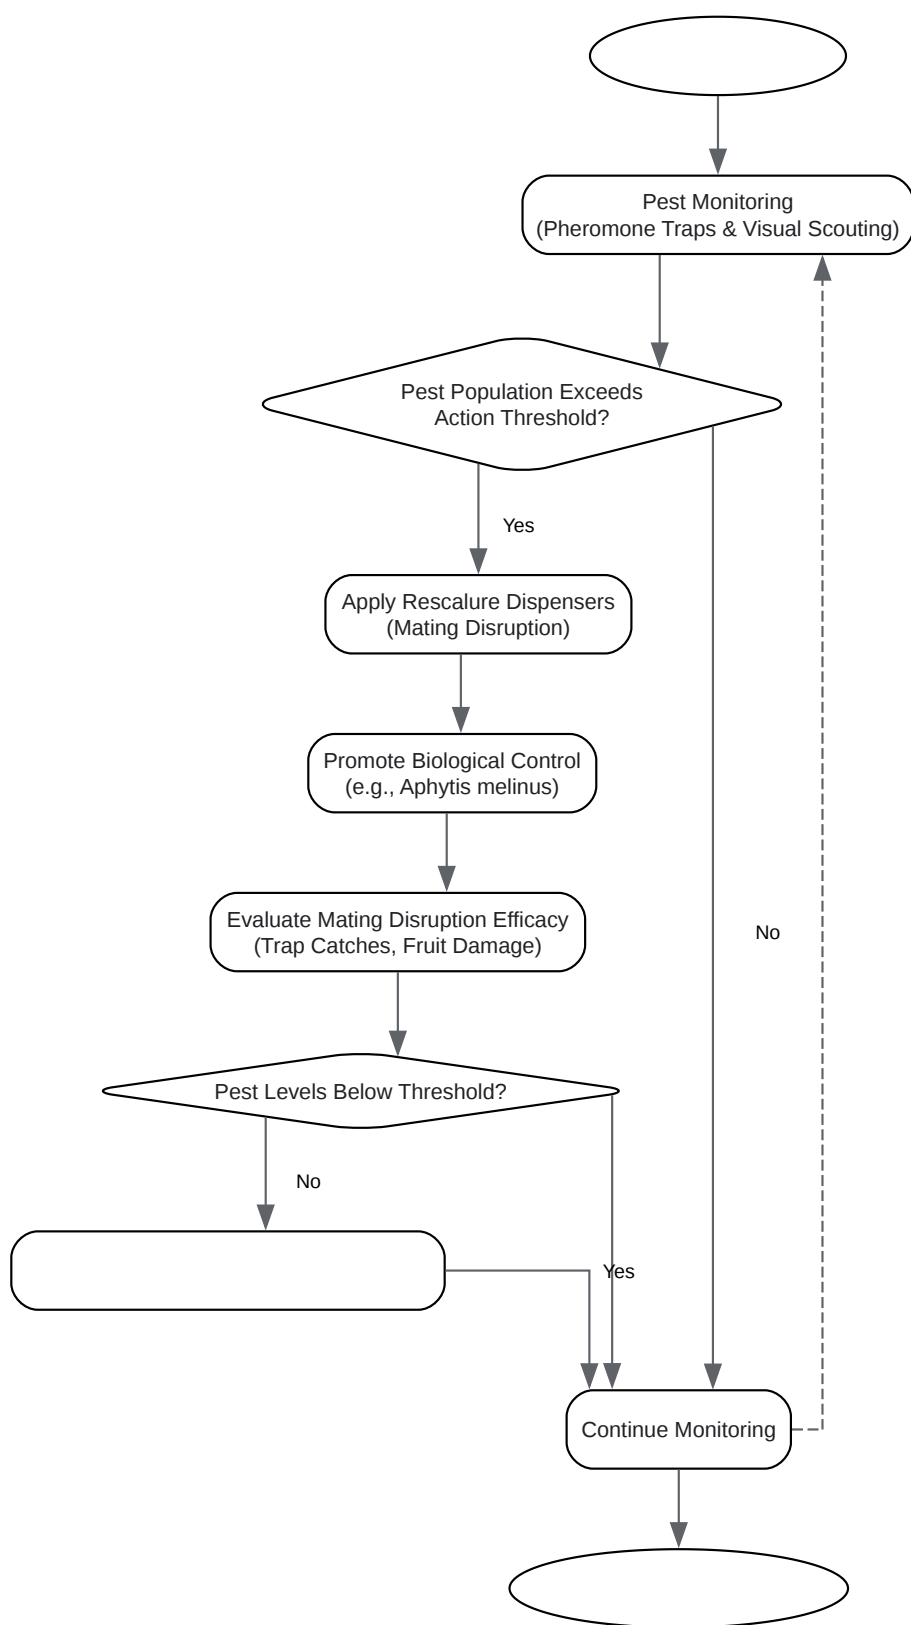 Pest Monitoring
(Pheromone Traps & Visual Scouting)
Pest Population Exceeds
Action Threshold?
Yes
Apply Rescalure Dispensers
(Mating Disruption)
Promote Biological Control
(e.g., Aphytis melinus)
Evaluate Mating Disruption Efficacy
(Trap Catches, Fruit Damage)
No
Pest Levels Below Threshold?
No
Yes
Continue Monitoring